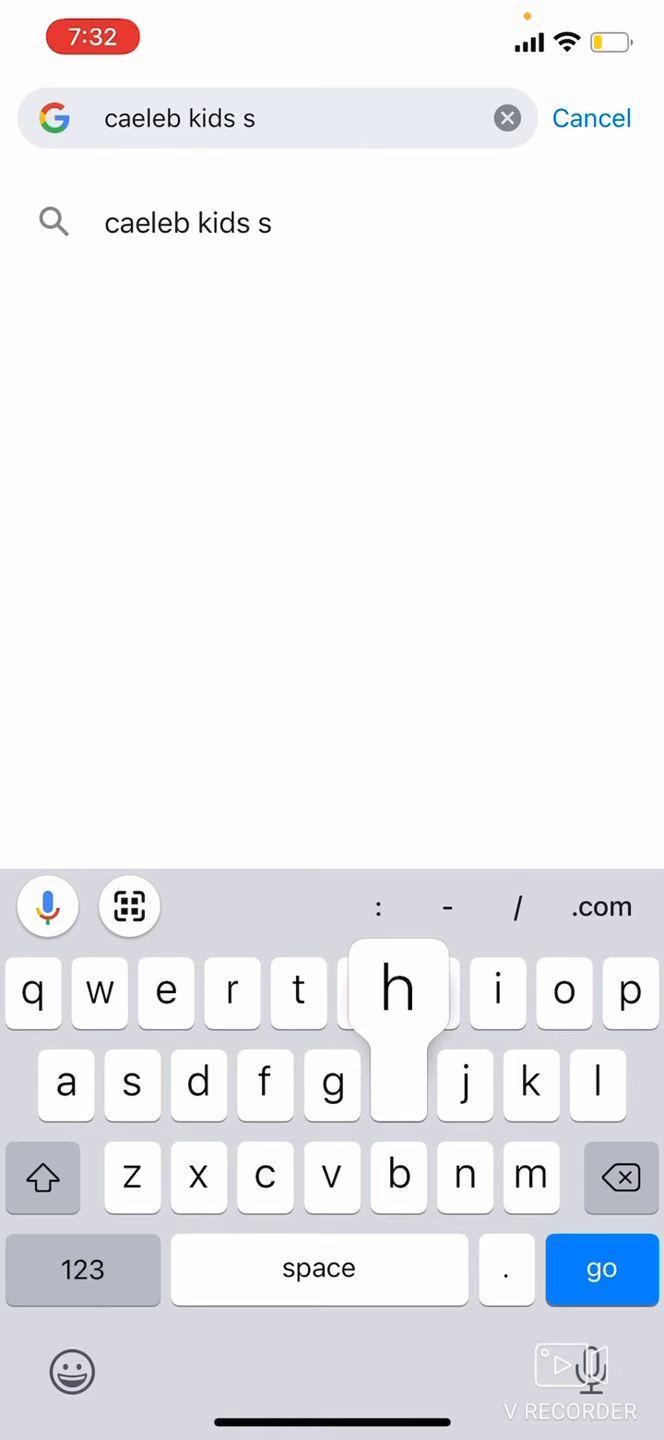 7:32
caeleb kids s
Cancel
caeleb kids s
: - / .com
q w e r t h i o p
a s d f g j k l
z x c v b n m
123 space . go
V RECORDER